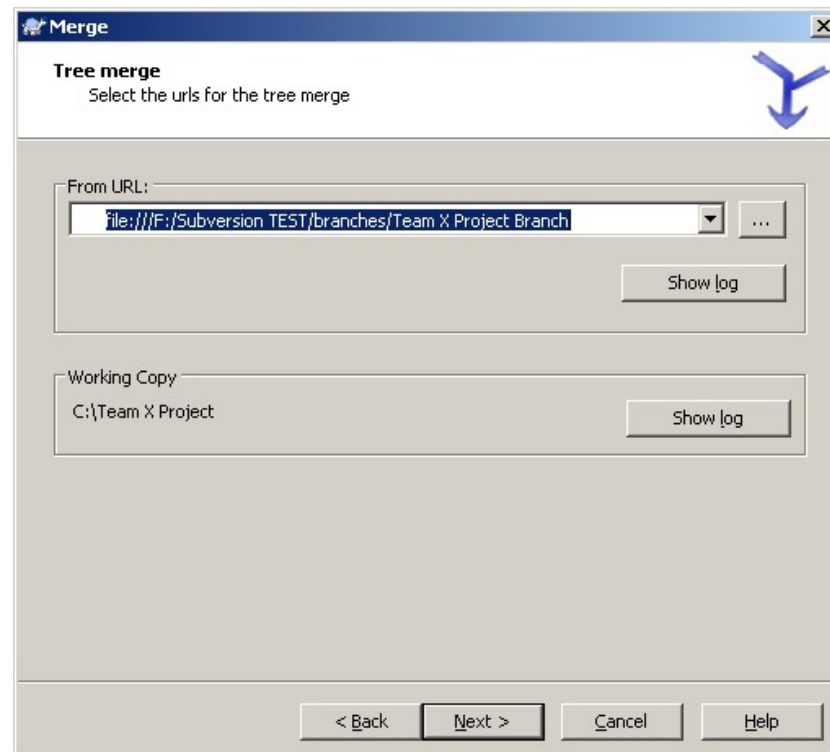 Merge
Tree merge
Select the urls for the tree merge
From URL:
file:///F:/Subversion TEST/branches/Team X Project Branch
...
Show log
Working Copy
C:\Team X Project
Show log
< Back
Next >
Cancel
Help